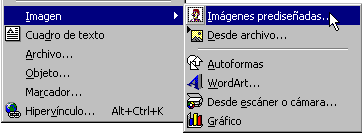 Imagen
Cuadro de texto
Archivo...
Objeto...
Marcador...
Hipervínculo... Alt+Ctrl+K
Imágenes prediseñadas...
Desde archivo...
Autoformas
WordArt...
Desde escáner o cámara...
Gráfico